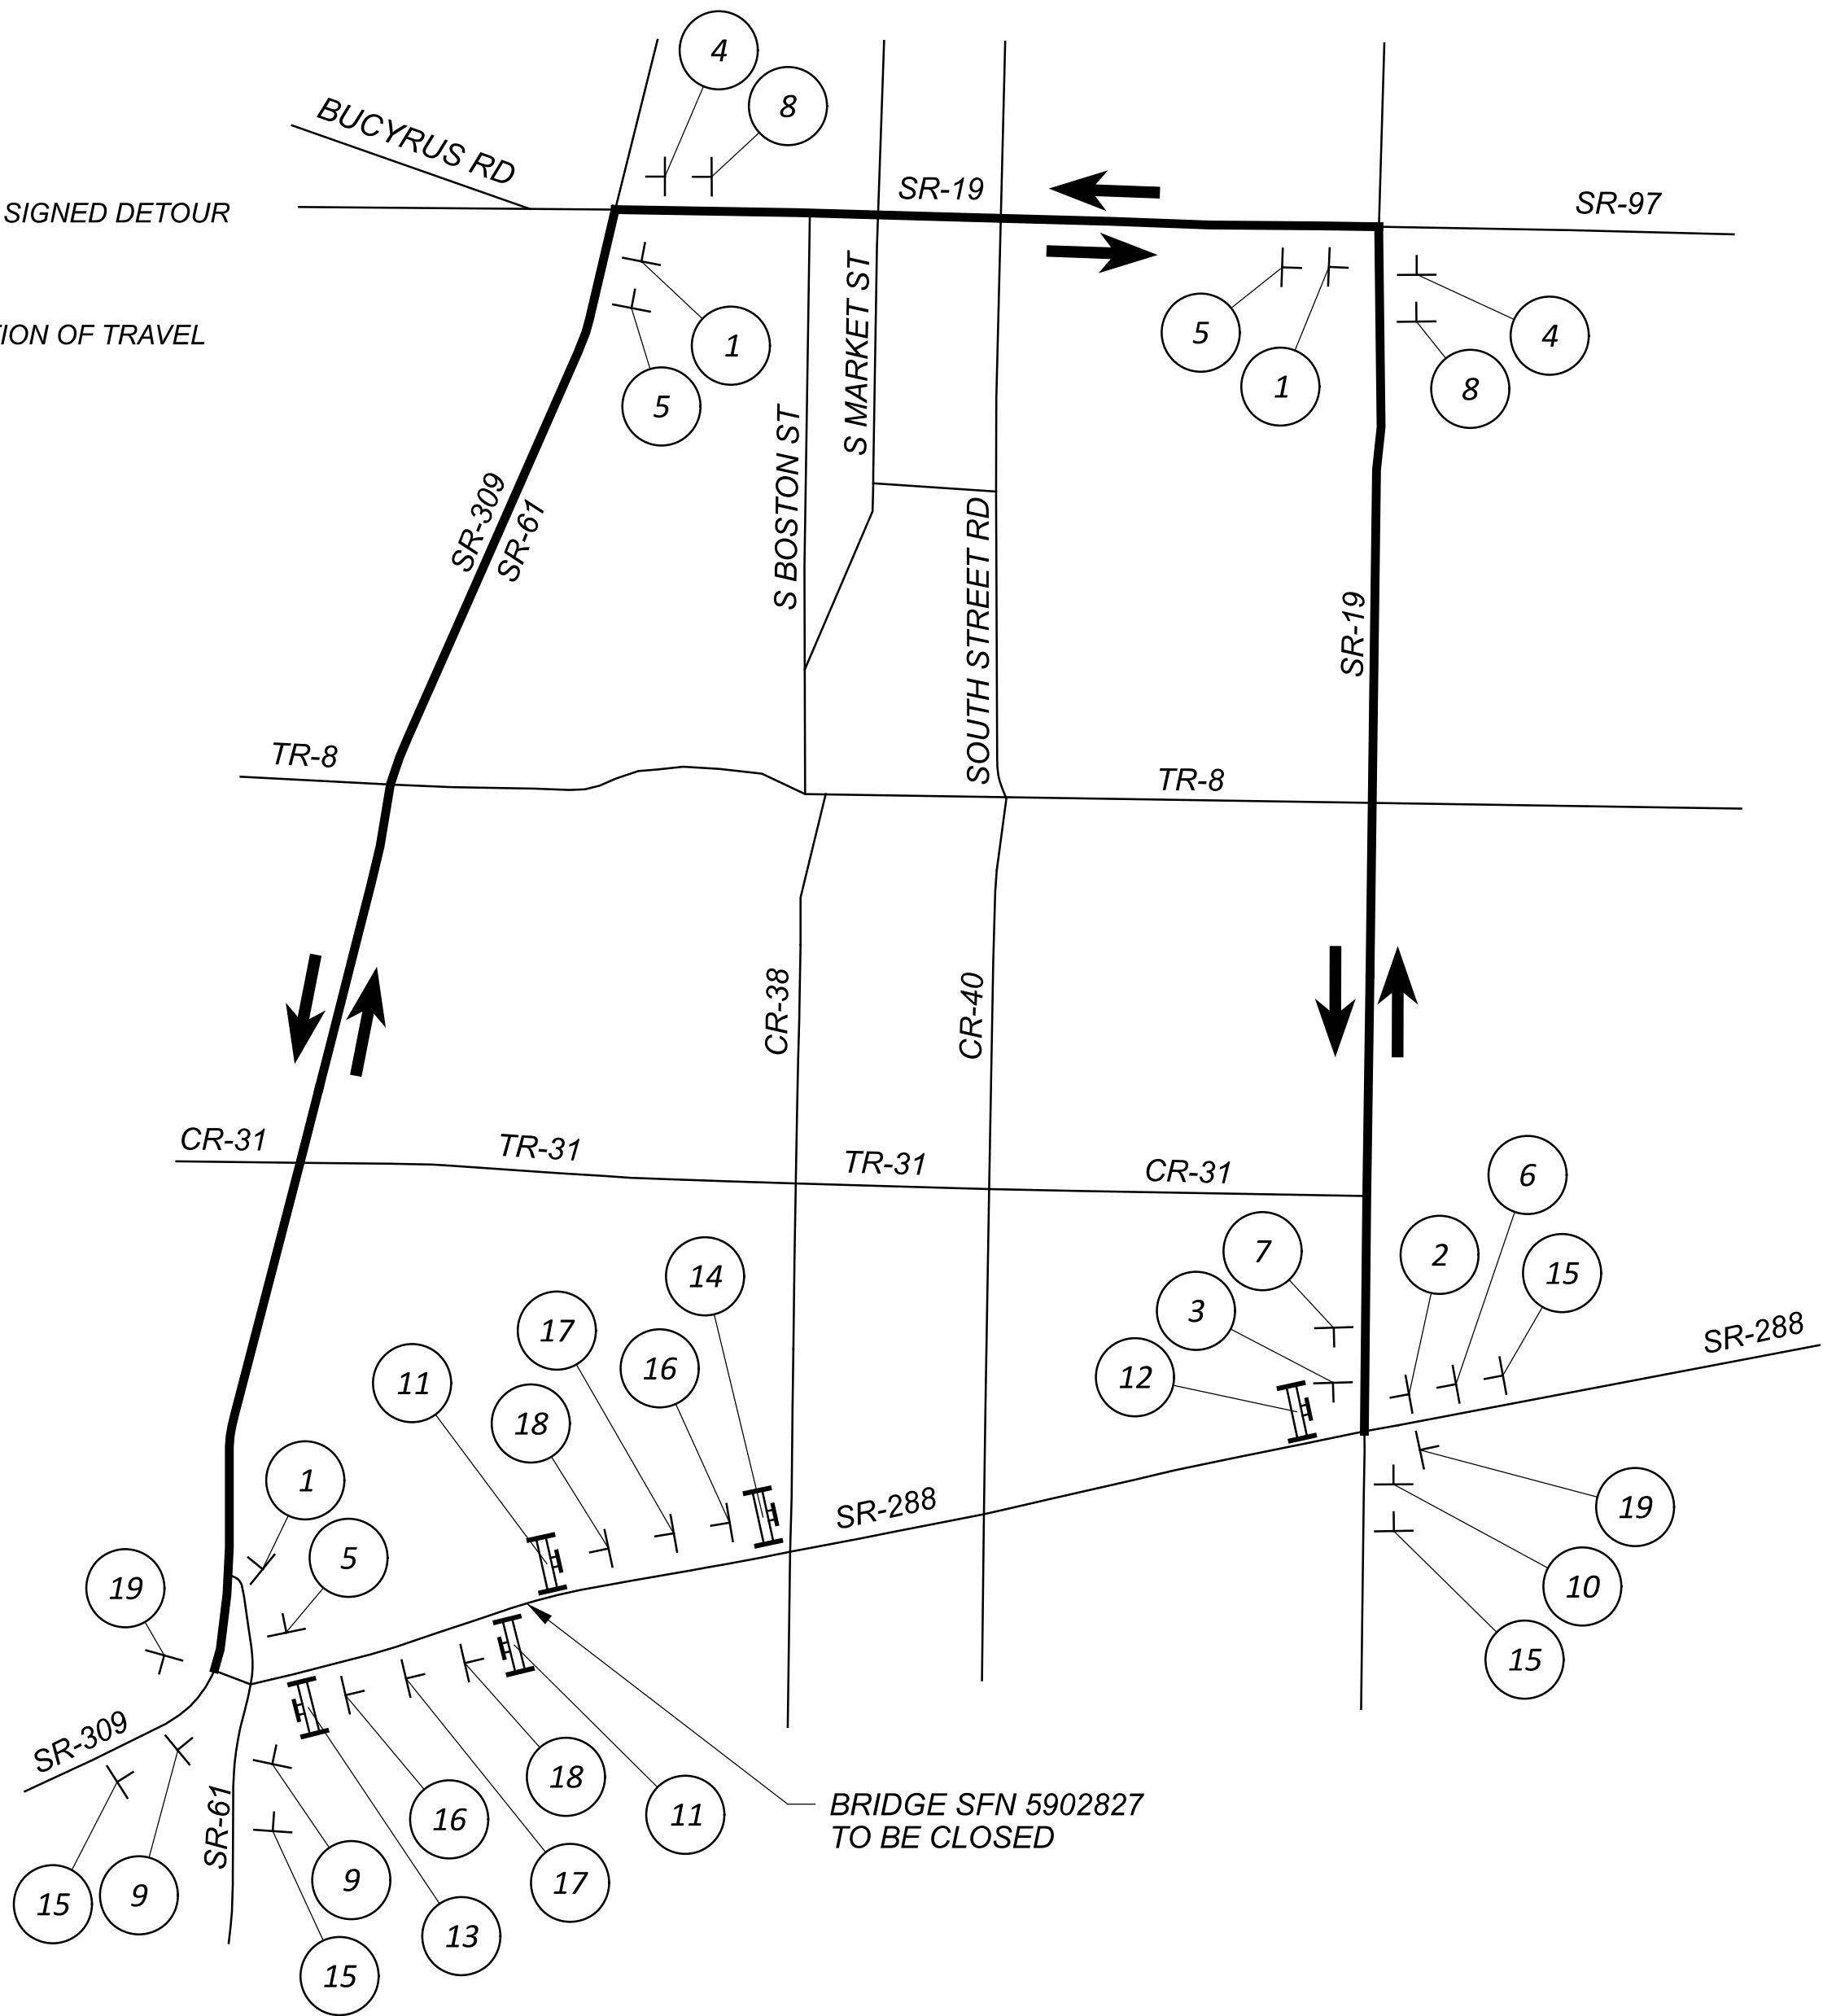 4
8
BUCYRUS RD
SR-19
SR-97
SIGNED DETOUR
1
5
5
1
4
8
ION OF TRAVEL
S MARKET ST
S BOSTON ST
SR-309
SR-61
SOUTH STREET RD
SR-19
TR-8
TR-8
CR-38
CR-40
CR-31
TR-31
TR-31
CR-31
6
7
2
15
14
3
17
16
12
SR-288
11
18
1
SR-288
19
5
19
10
15
SR-309
18
SR-61
16
11
BRIDGE SFN 5902827
TO BE CLOSED
15
9
9
17
13
15